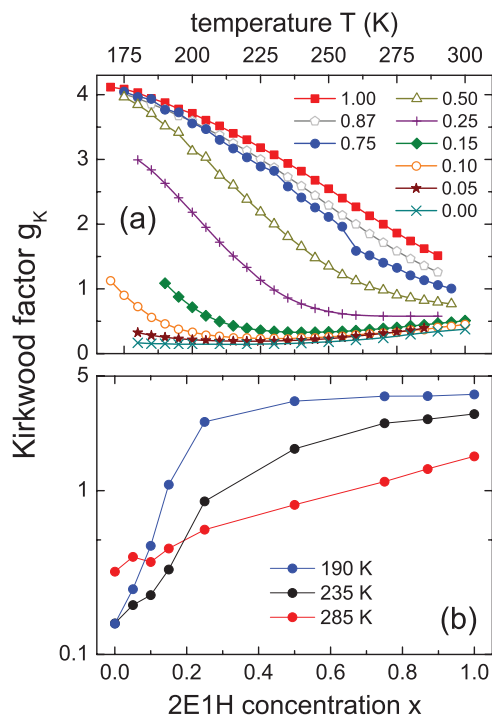 temperature T (K)
175 200 225 250 275 300
4
3
2
1
0
1.00
0.87
0.75
0.50
0.25
0.15
0.10
0.05
0.00
(a)
Kirkwood factor gK
5
1
0.1
190 K
235 K
285 K
(b)
0.0 0.2 0.4 0.6 0.8 1.0
2E1H concentration x